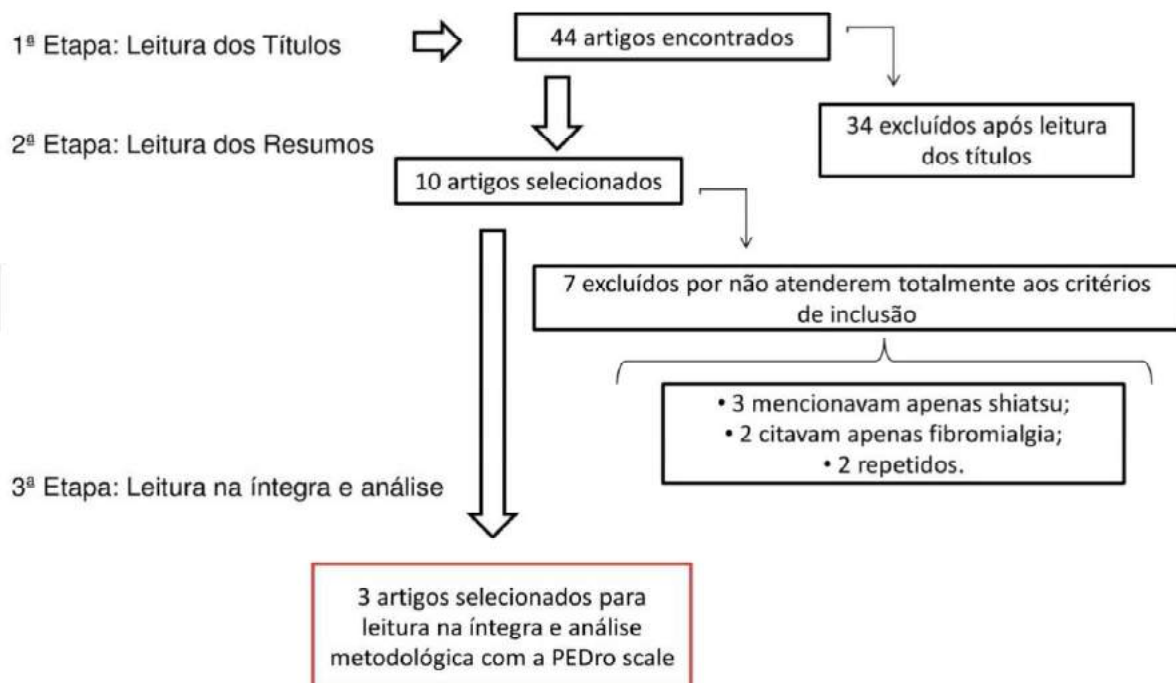 1ª Etapa: Leitura dos Títulos
44 artigos encontrados
34 excluídos após leitura
dos títulos
2ª Etapa: Leitura dos Resumos
10 artigos selecionados
7 excluídos por não atenderem totalmente aos critérios
de inclusão
• 3 mencionavam apenas shiatsu;
• 2 citavam apenas fibromialgia;
• 2 repetidos.
3ª Etapa: Leitura na íntegra e análise
3 artigos selecionados para
leitura na íntegra e análise
metodológica com a PEDro scale